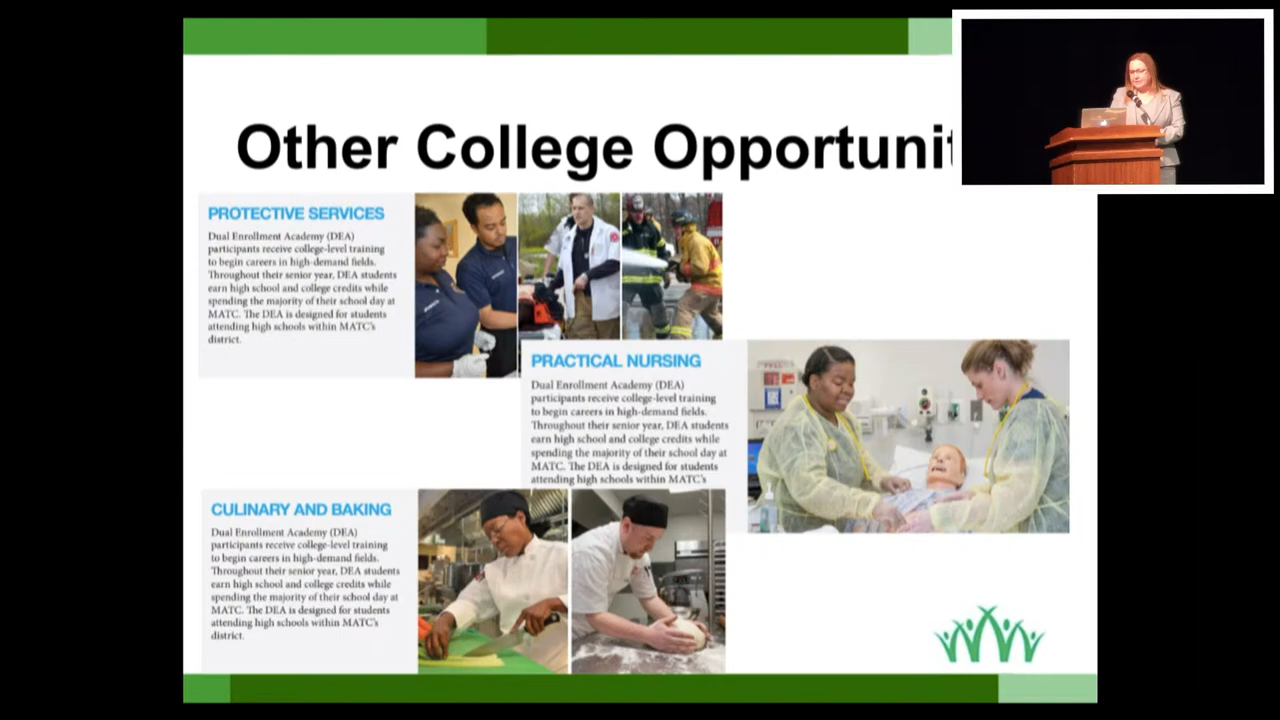 Other College Opportunit
PROTECTIVE SERVICES
Dual Enrollment Academy (DEA)
participants receive college-level training
to begin careers in high-demand fields.
Throughout their senior year, DEA students
earn high school and college credits while
spending the majority of their school day at
MATC. The DEA is designed for students
attending high schools within MATC's
district.
PRACTICAL NURSING
Dual Enrollment Academy (DEA)
participants receive college-level training
to begin careers in high-demand fields.
Throughout their senior year, DEA students
earn high school and college credits while
spending the majority of their school day at
MATC. The DEA is designed for students
attending high schools within MATC's
CULINARY AND BAKING
Dual Enrollment Academy (DEA)
participants receive college-level training
to begin careers in high-demand fields.
Throughout their senior year, DEA students
earn high school and college credits while
spending the majority of their school day at
MATC. The DEA is designed for students
attending high schools within MATC's
district.